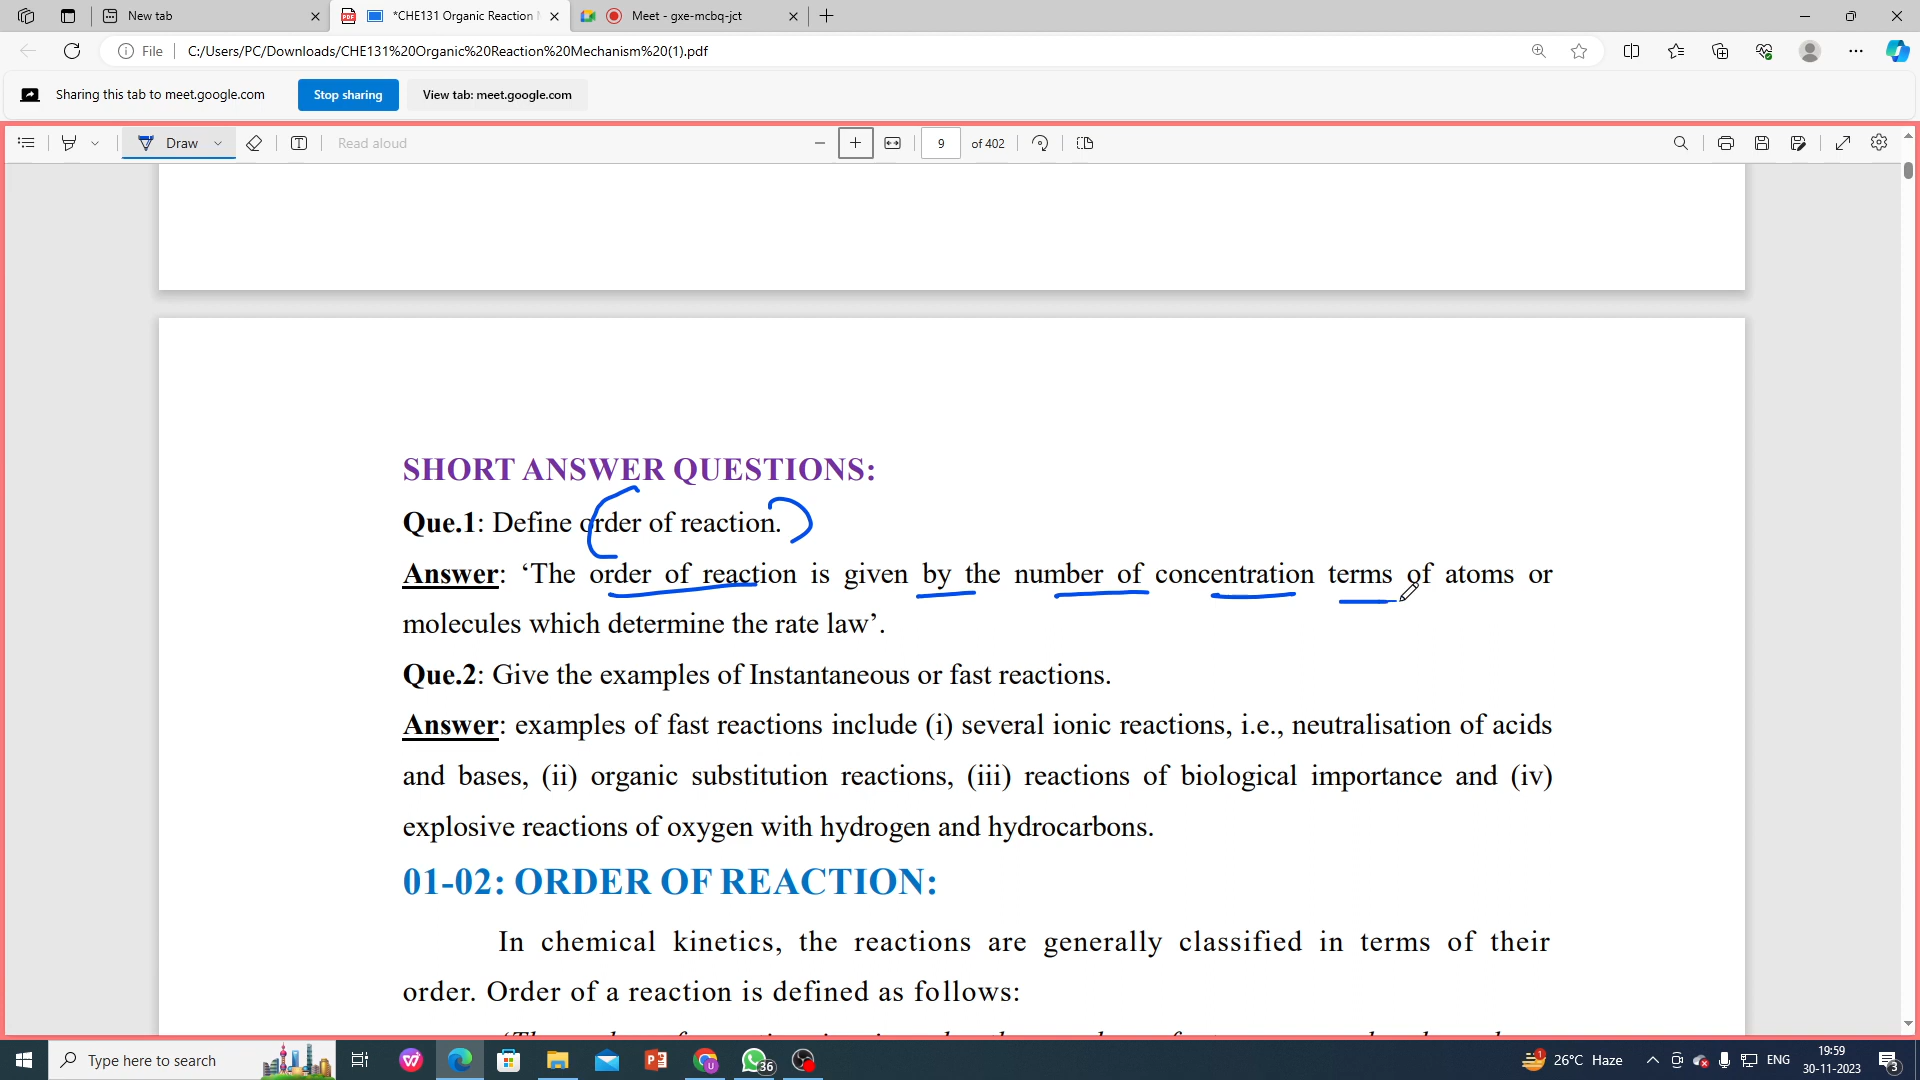 New tab
*CHE131 Organic Reaction
Meet - gxe-mcbq-jct
File
C:/Users/PC/Downloads/CHE131%20Organic%20Reaction%20Mechanism%20(1).pdf
Sharing this tab to meet.google.com
Stop sharing
View tab: meet.google.com
Draw
Read aloud
9 of 402
SHORT ANSWER QUESTIONS:
Que.1: Define order of reaction.
Answer: ‘The order of reaction is given by the number of concentration terms of atoms or
molecules which determine the rate law’.
Que.2: Give the examples of Instantaneous or fast reactions.
Answer: examples of fast reactions include (i) several ionic reactions, i.e., neutralisation of acids
and bases, (ii) organic substitution reactions, (iii) reactions of biological importance and (iv)
explosive reactions of oxygen with hydrogen and hydrocarbons.
01-02: ORDER OF REACTION:
In chemical kinetics, the reactions are generally classified in terms of their
order. Order of a reaction is defined as follows:
Type here to search
36
26°C Haze
ENG
19:59
30-11-2023
3